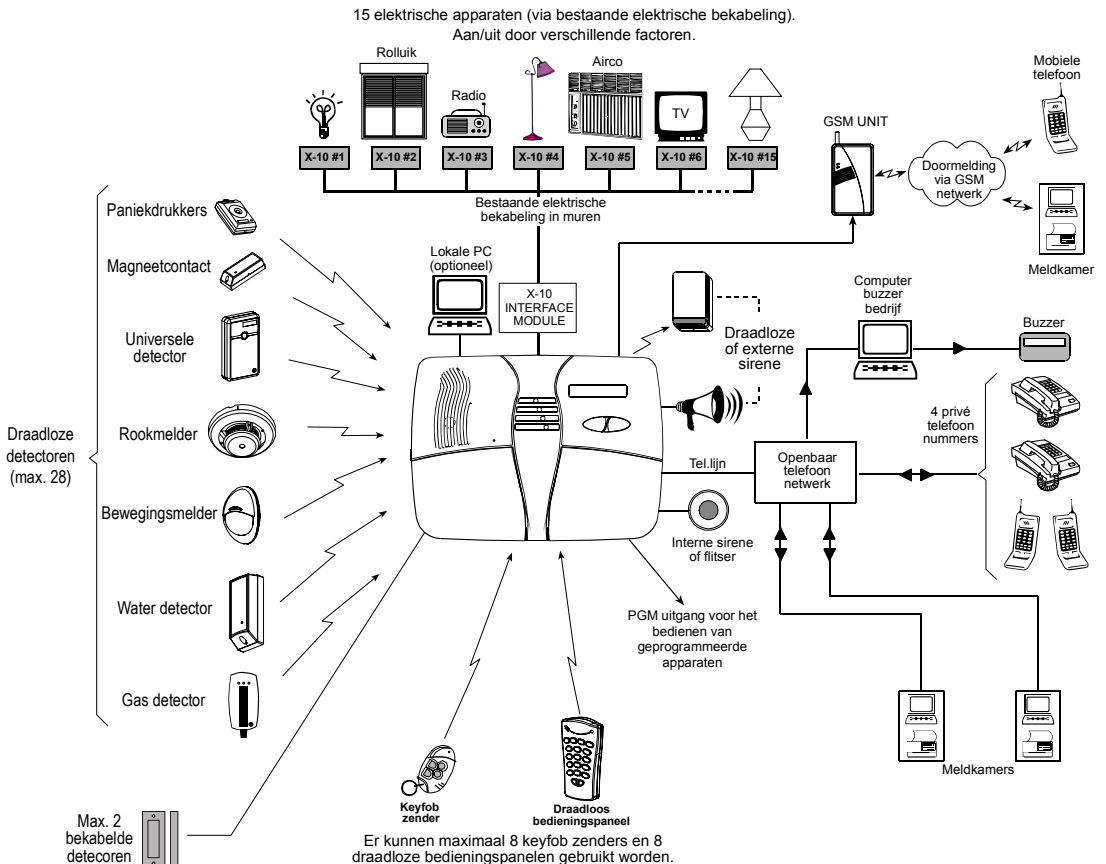 15 elektrische apparaten (via bestaande elektrische bekabeling).
Aan/uit door verschillende factoren.
Rolluik
Radio
Airco
TV
X-10 #1
X-10 #2
X-10 #3
X-10 #4
X-10 #5
X-10 #6
X-10 #15
Bestaande elektrische
bekabeling in muren
GSM UNIT
Mobiele
telefoon
Doormelding
via GSM
netwerk
Meldkamer
Paniekdrukkers
Magneetcontact
Universele
detector
Rookmelder
Bewegingsmelder
Water detector
Gas detector
Draadloze
detectoren
(max. 28)
Lokale PC
(optioneel)
X-10
INTERFACE
MODULE
Draadloze
of externe
sirene
Computer
buzzer
bedrijf
Buzzer
4 privé
telefoon
nummers
Tel.lijn
Openbaar
telefoon
netwerk
Interne sirene
of flitser
PGM uitgang voor het
bedienen van
geprogrammeerde
apparaten
Meldkamers
Keyfob
zender
Draadloos
bedieningspaneel
Max. 2
bekabelde
detecoren
Er kunnen maximaal 8 keyfob zenders en 8
draadloze bedieningspanelen gebruikt worden.